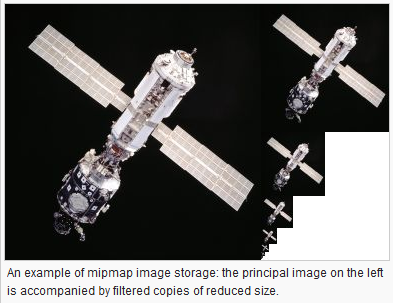 An example of mipmap image storage: the principal image on the left
is accompanied by filtered copies of reduced size.